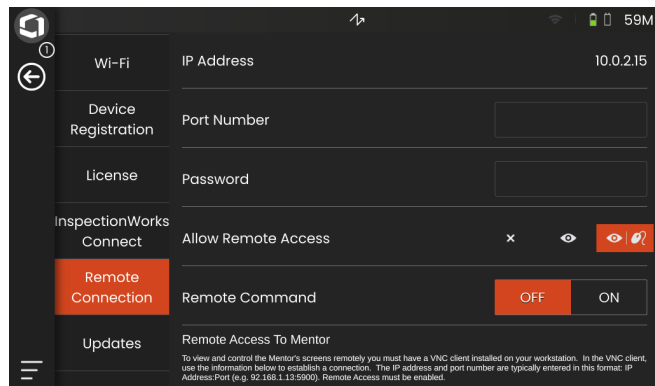 59M
1
Wi-Fi
IP Address
10.0.2.15
Device
Registration
Port Number
License
Password
InspectionWorks
Connect
Allow Remote Access
Remote
Connection
Remote Command
OFF
ON
Updates
Remote Access To Mentor
To view and control the Mentor's screens remotely you must have a VNC client installed on your workstation. In the VNC client,
use the information below to establish a connection. The IP address and port number are typically entered in this format: IP
Address:Port (e.g. 92.168.1.13:5900). Remote Access must be enabled.